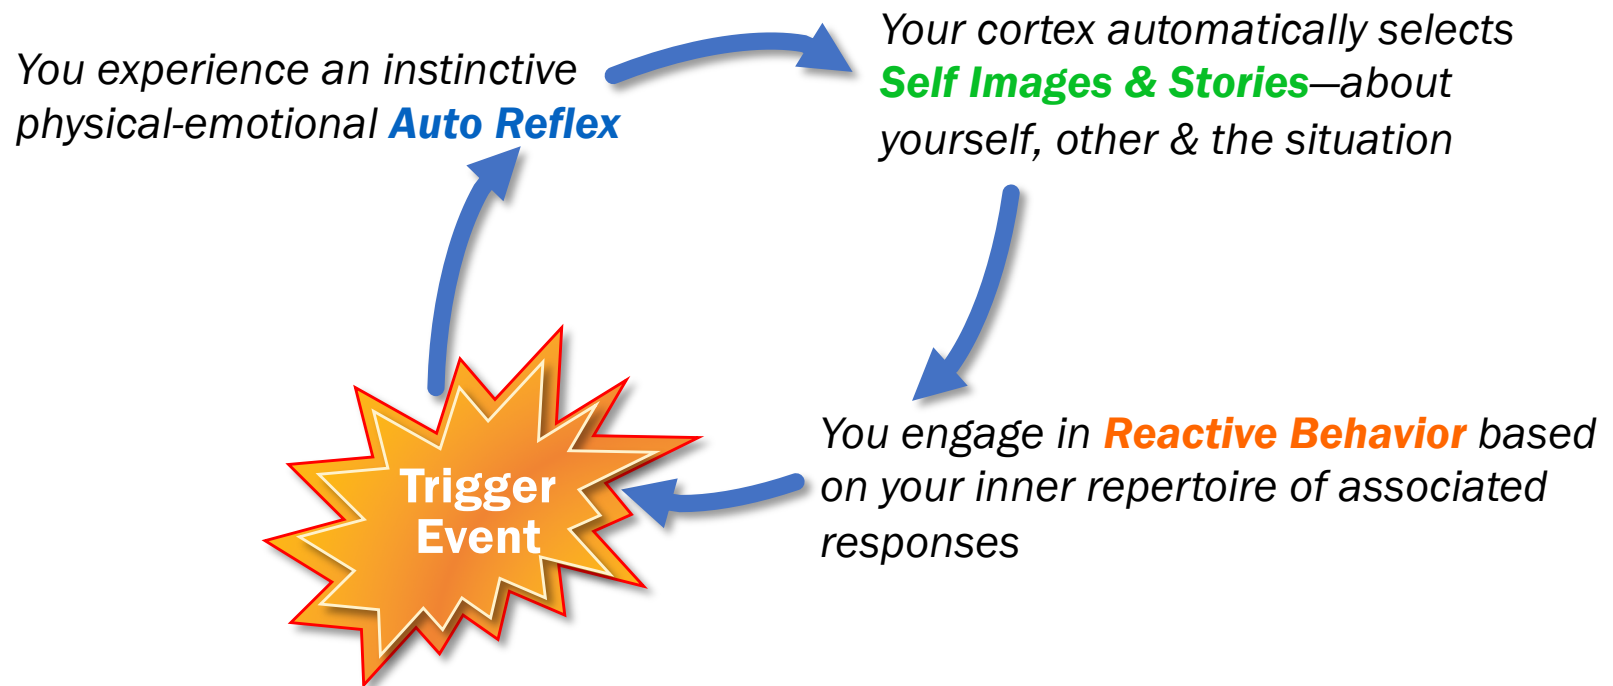 You experience an instinctive
physical-emotional Auto Reflex
Your cortex automatically selects
Self Images & Stories—about
yourself, other & the situation
You engage in Reactive Behavior based
on your inner repertoire of associated
responses
Trigger
Event